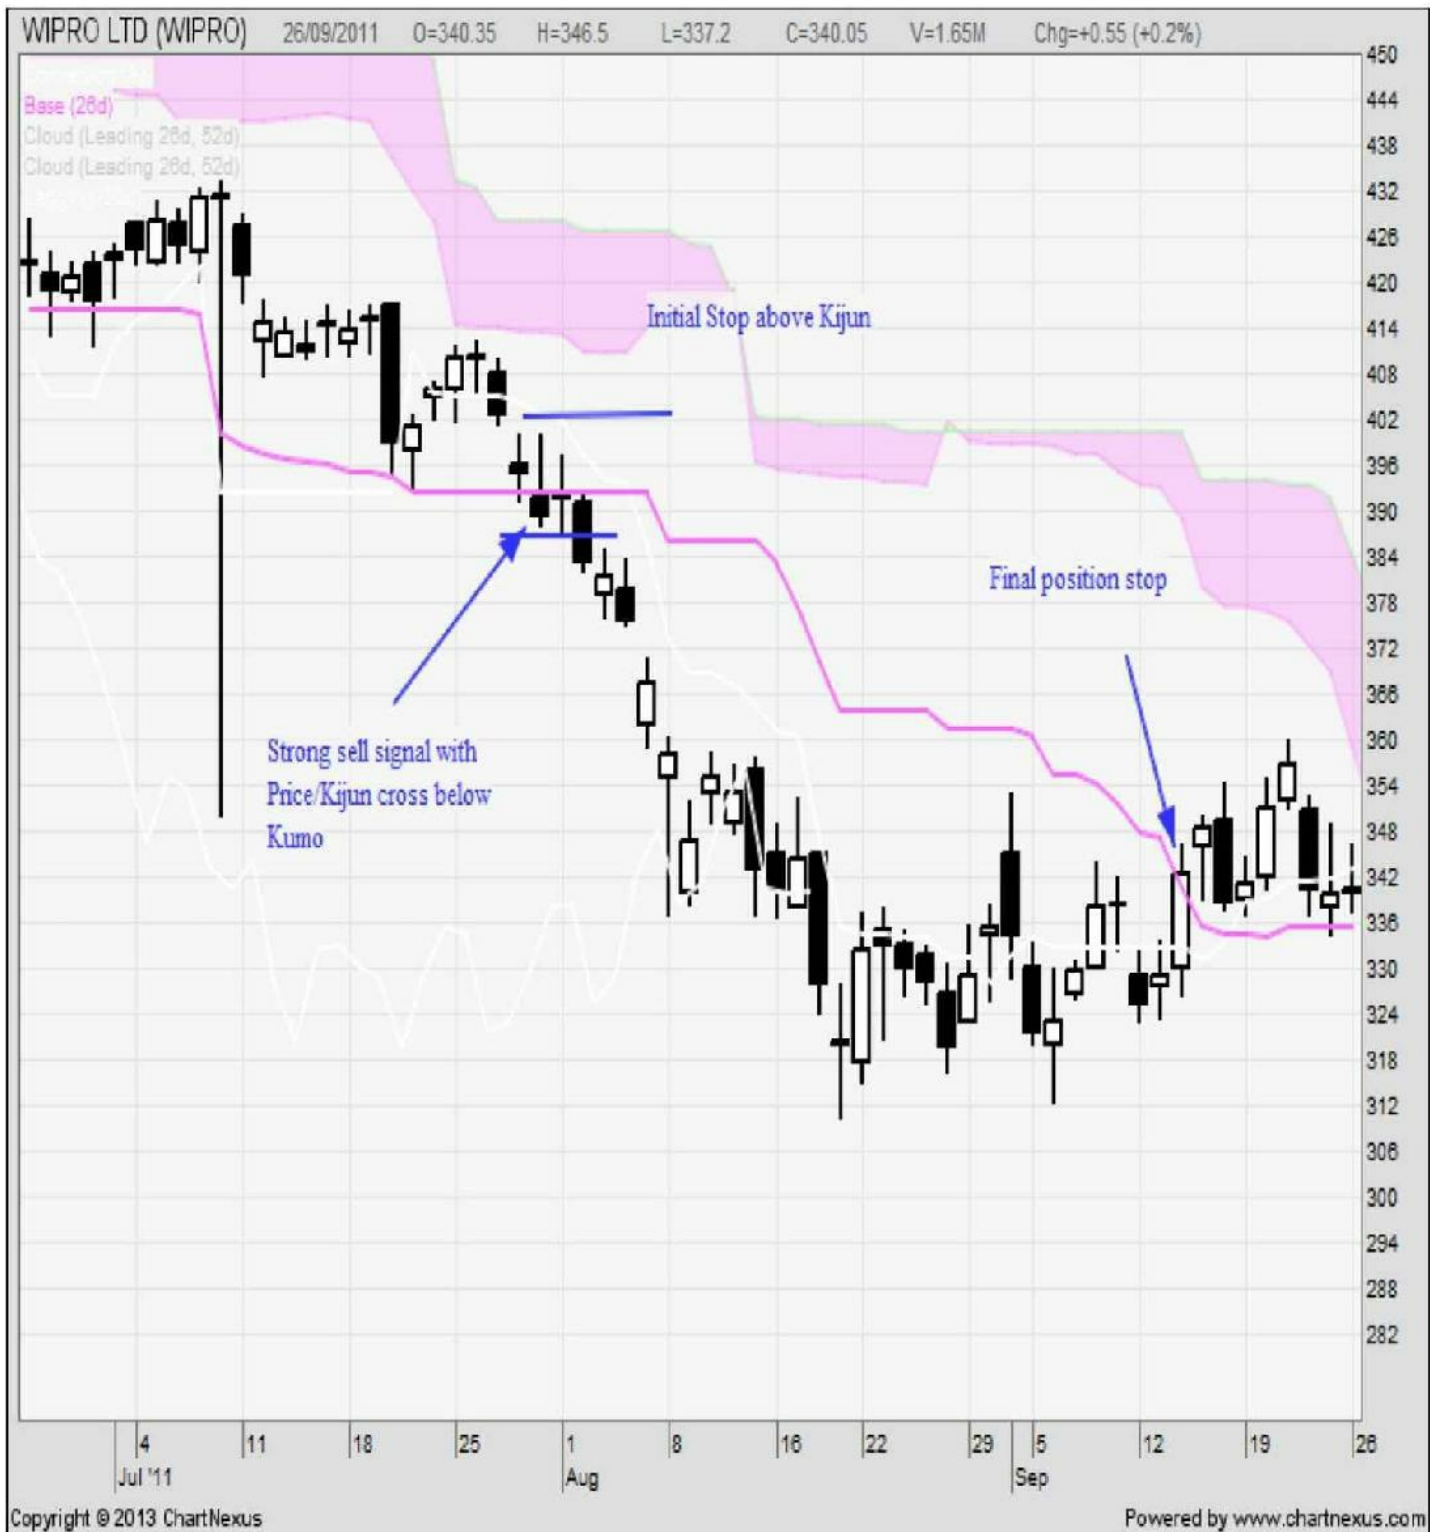 WIPRO LTD (WIPRO) 26/09/2011 O=340.35 H=346.5 L=337.2 C=340.05 V=1.65M Chg=+0.55 (+0.2%)
Base (26d)
Cloud (Leading 26d, 52d)
Cloud (Leading 26d, 52d)
450
444
438
432
426
420
414
408
402
396
390
384
378
372
366
360
354
348
342
336
330
324
318
312
306
300
294
288
282
Initial Stop above Kijun
Final position stop
Strong sell signal with
Price/Kijun cross below
Kumo
4 11 18 25 1 8 16 22 29 5 12 19 26
Jul '11 Aug Sep
Copyright © 2013 ChartNexus
Powered by www.chartnexus.com